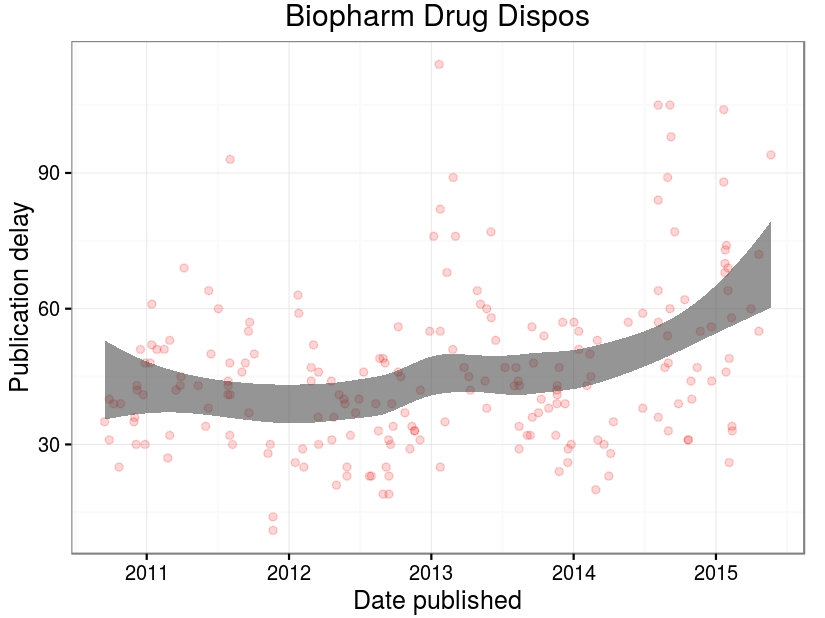 Biopharm Drug Dispos
Publication delay
90
60
30
2011 2012 2013 2014 2015
Date published